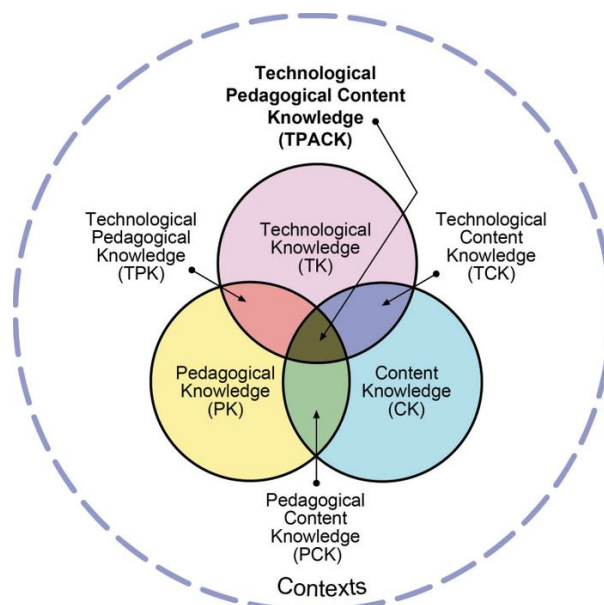 Technological
Pedagogical Content
Knowledge
(TPACK)
Technological
Pedagogical
Knowledge
(TPK)
Technological
Knowledge
(TK)
Technological
Content
Knowledge
(TCK)
Pedagogical
Knowledge
(PK)
Content
Knowledge
(CK)
Pedagogical
Content
Knowledge
(PCK)
Contexts